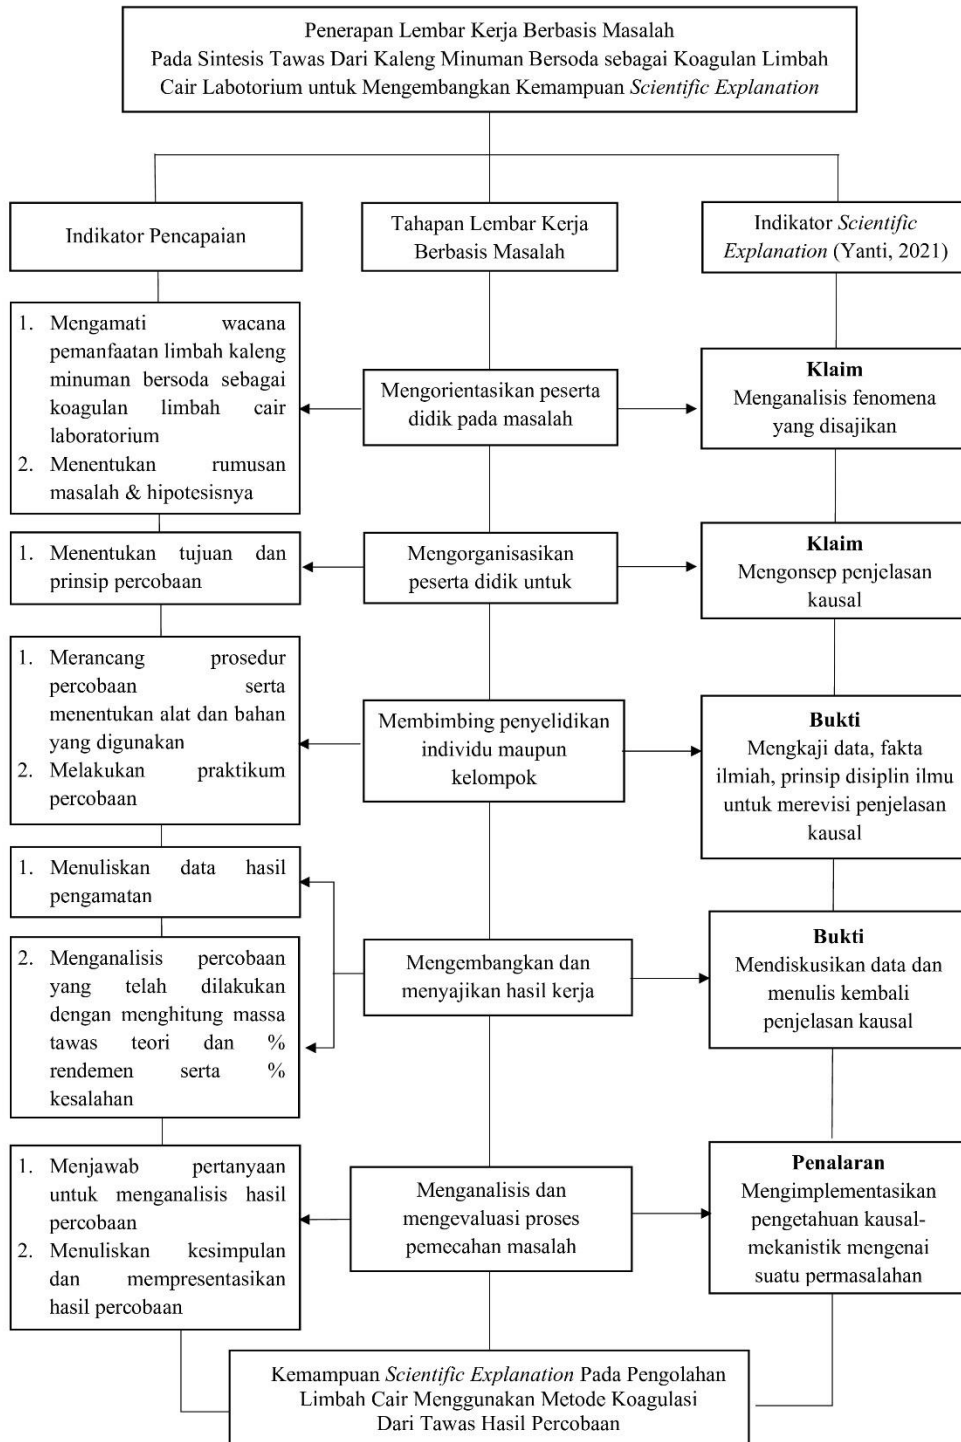 Penerapan Lembar Kerja Berbasis Masalah
Pada Sintesis Tawas Dari Kaleng Minuman Bersoda sebagai Koagulan Limbah
Cair Labotorium untuk Mengembangkan Kemampuan Scientific Explanation
Indikator Pencapaian
Tahapan Lembar Kerja
Berbasis Masalah
Indikator Scientific
Explanation (Yanti, 2021)
1. Mengamati wacana
pemanfaatan limbah kaleng
minuman bersoda sebagai
koagulan limbah cair
laboratorium
2. Menentukan rumusan
masalah & hipotesisnya
Mengorientasikan peserta
didik pada masalah
Klaim
Menganalisis fenomena
yang disajikan
1. Menentukan tujuan dan
prinsip percobaan
Mengorganisasikan
peserta didik untuk
Klaim
Mengonsep penjelasan
kausal
1. Merancang prosedur
percobaan serta
menentukan alat dan bahan
yang digunakan
2. Melakukan praktikum
percobaan
Membimbing penyelidikan
individu maupun
kelompok
Bukti
Mengkaji data, fakta
ilmiah, prinsip disiplin ilmu
untuk merevisi penjelasan
kausal
1. Menuliskan data hasil
pengamatan
2. Menganalisis percobaan
yang telah dilakukan
dengan menghitung massa
tawas teori dan %
rendemen serta %
kesalahan
Mengembangkan dan
menyajikan hasil kerja
Bukti
Mendiskusikan data dan
menulis kembali
penjelasan kausal
1. Menjawab pertanyaan
untuk menganalisis hasil
percobaan
2. Menuliskan kesimpulan
dan mempresentasikan
hasil percobaan
Menganalisis dan
mengevaluasi proses
pemecahan masalah
Penalaran
Mengimplementasikan
pengetahuan kausal-
mekanistik mengenai
suatu permasalahan
Kemampuan Scientific Explanation Pada Pengolahan
Limbah Cair Menggunakan Metode Koagulasi
Dari Tawas Hasil Percobaan